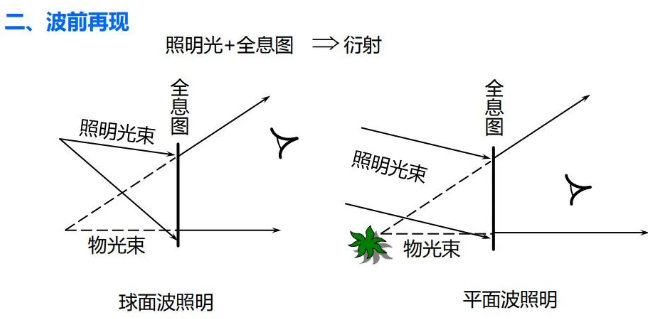 二、波前再现
照明光+全息图 ⇒ 衍射
全息图
照明光束
物光束
球面波照明
全息图
照明光束
物光束
平面波照明